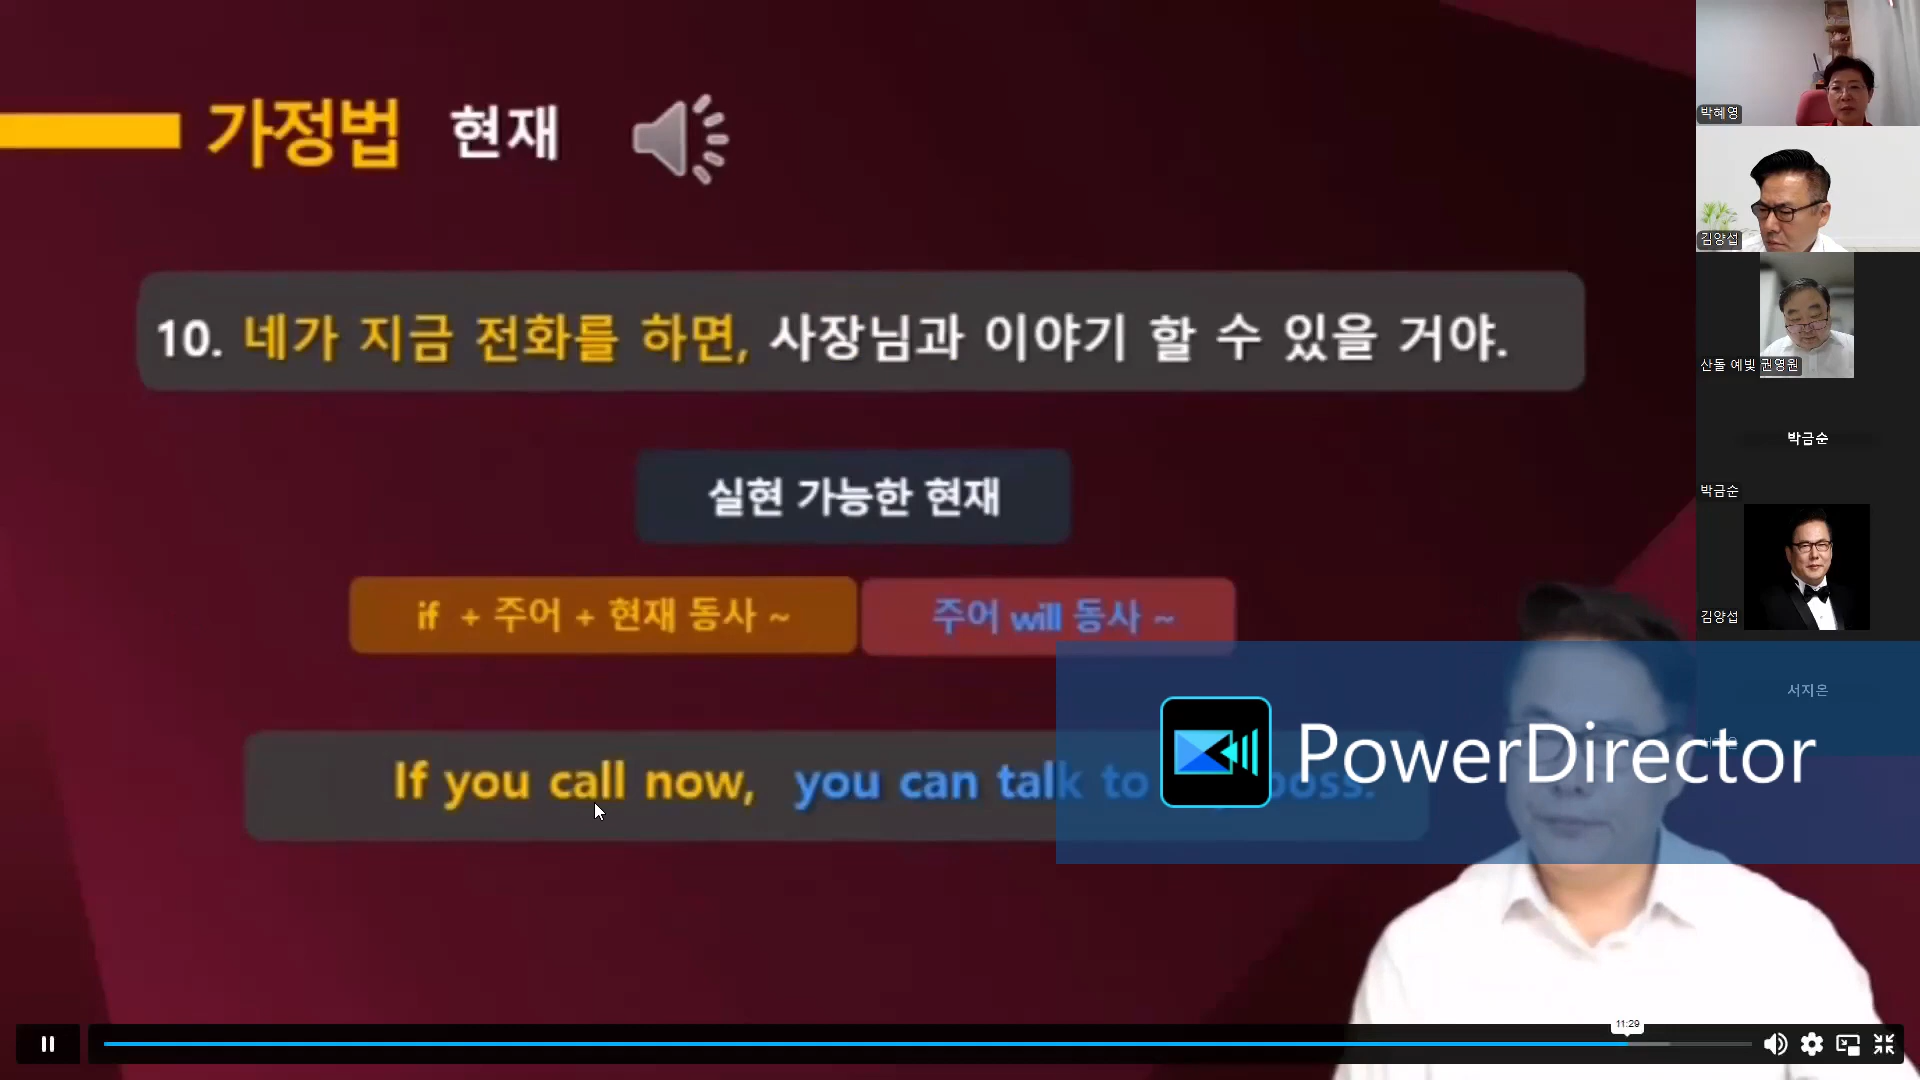 가정법 현재
10. 네가 지금 전화를 하면, 사장님과 이야기 할 수 있을 거야.
실현 가능한 현재
if + 주어 + 현재 동사 ~
주어 will 동사 ~
If you call now, you can talk to boss.
PowerDirector
11:29
박혜영
김양섭
산돌 예빛 권영원
박금순
박금순
김양섭
서지온